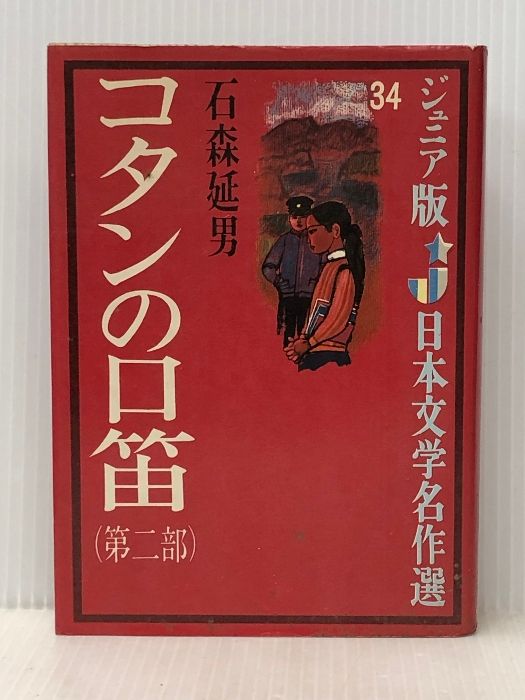 ジュニア版
日本文学名作選
34
石森延男
コタンの口笛
(第二部)